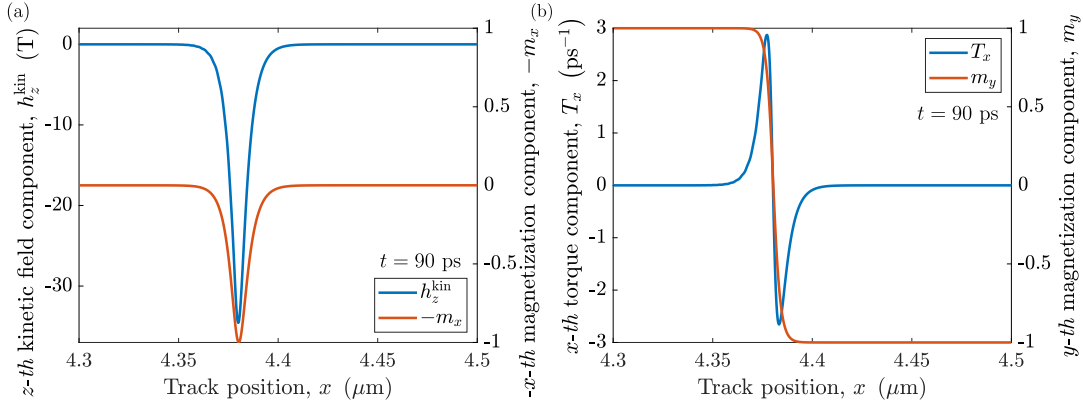 (a)
z-th kinetic field component, h_z^kin (T)
0
-10
-20
-30
1
0.5
0
-0.5
-1
-x-th magnetization component, −m_x
t = 90 ps
h_z^kin
−m_x
4.3
4.35
4.4
4.45
4.5
Track position, x (μm)
(b)
x-th torque component, T_x (ps⁻¹)
3
2
1
0
-1
-2
-3
1
0.5
0
-0.5
-1
y-th magnetization component, m_y
T_x
m_y
t = 90 ps
4.3
4.35
4.4
4.45
4.5
Track position, x (μm)